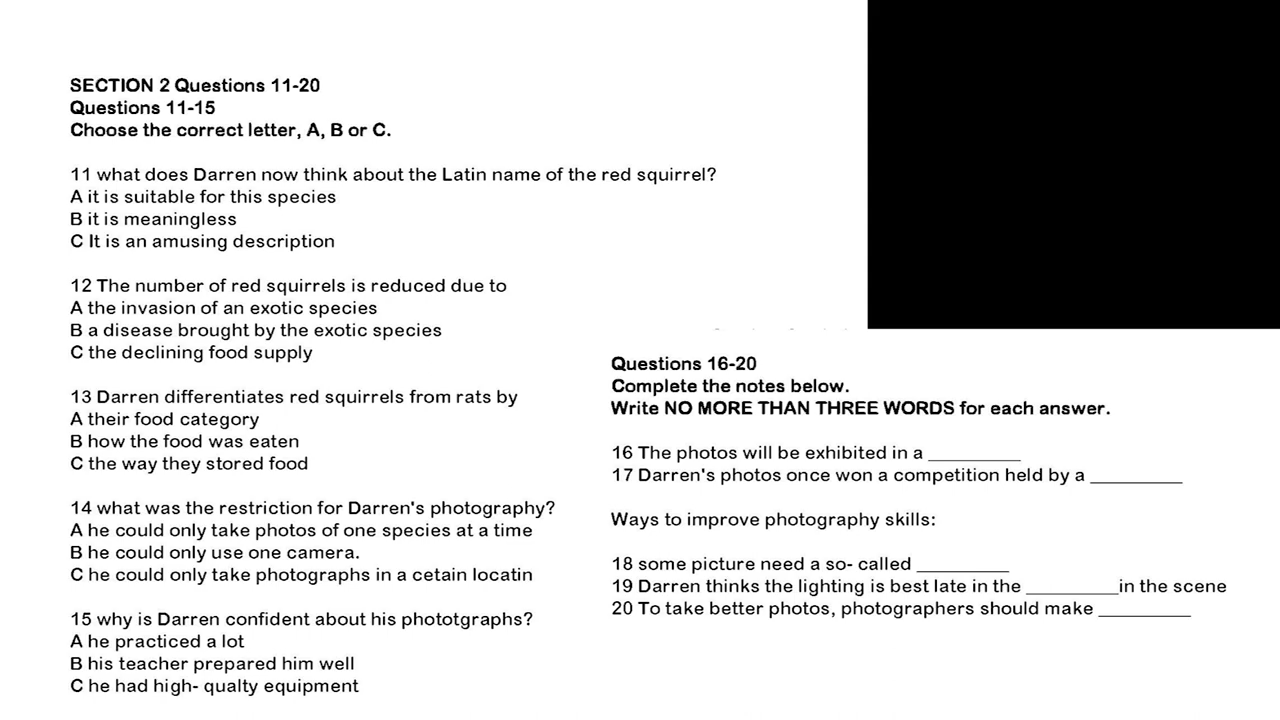 SECTION 2 Questions 11-20
Questions 11-15
Choose the correct letter, A, B or C.
11 what does Darren now think about the Latin name of the red squirrel?
A it is suitable for this species
B it is meaningless
C It is an amusing description
12 The number of red squirrels is reduced due to
A the invasion of an exotic species
B a disease brought by the exotic species
C the declining food supply
13 Darren differentiates red squirrels from rats by
A their food category
B how the food was eaten
C the way they stored food
14 what was the restriction for Darren's photography?
A he could only take photos of one species at a time
B he could only use one camera.
C he could only take photographs in a cetain locatin
15 why is Darren confident about his phototgraphs?
A he practiced a lot
B his teacher prepared him well
C he had high- qualty equipment
Questions 16-20
Complete the notes below.
Write NO MORE THAN THREE WORDS for each answer.
16 The photos will be exhibited in a __________
17 Darren's photos once won a competition held by a __________
Ways to improve photography skills:
18 some picture need a so- called __________
19 Darren thinks the lighting is best late in the __________in the scene
20 To take better photos, photographers should make __________